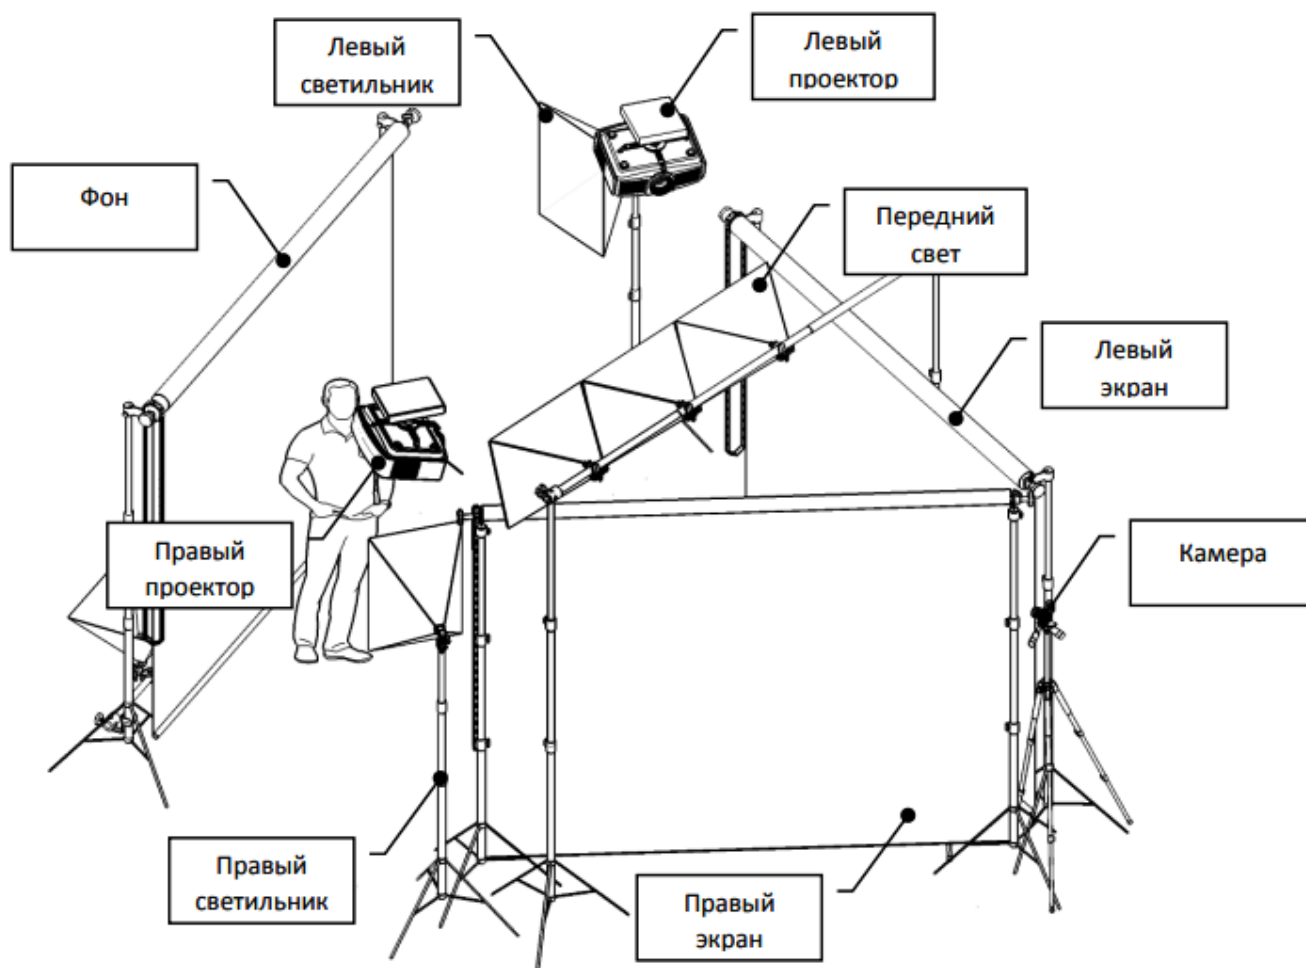 Левый
светильник
Левый
проектор
Фон
Передний
свет
Левый
экран
Правый
проектор
Камера
Правый
светильник
Правый
экран